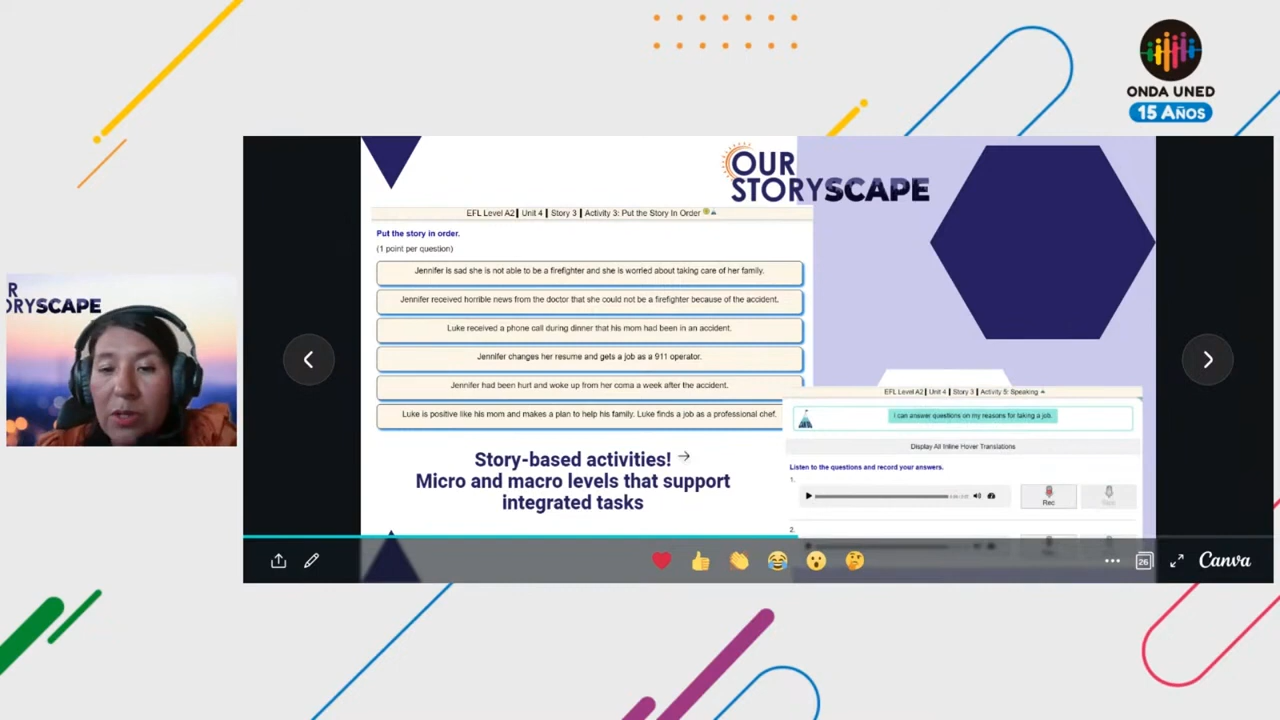 ONDA UNED
15 AÑOS
OUR
STORYSCAPE
EFL Level A2 | Unit 4 | Story 3 | Activity 3: Put the Story In Order
Put the story in order.
(1 point per question)
Jennifer is sad she is not able to be a firefighter and she is worried about taking care of her family.
Jennifer received horrible news from the doctor that she could not be a firefighter because of the accident.
Luke received a phone call during dinner that his mom had been in an accident.
Jennifer changes her resume and gets a job as a 911 operator.
Jennifer had been hurt and woke up from her coma a week after the accident.
Luke is positive like his mom and makes a plan to help his family. Luke finds a job as a professional chef.
Story-based activities! →
Micro and macro levels that support
integrated tasks
EFL Level A2 | Unit 4 | Story 3 | Activity 5: Speaking
I can answer questions on my reasons for taking a job.
Display All Inline Hover Translations
Listen to the questions and record your answers.
1.
Rec
2.
R
ORYSCAPE
26
Canva